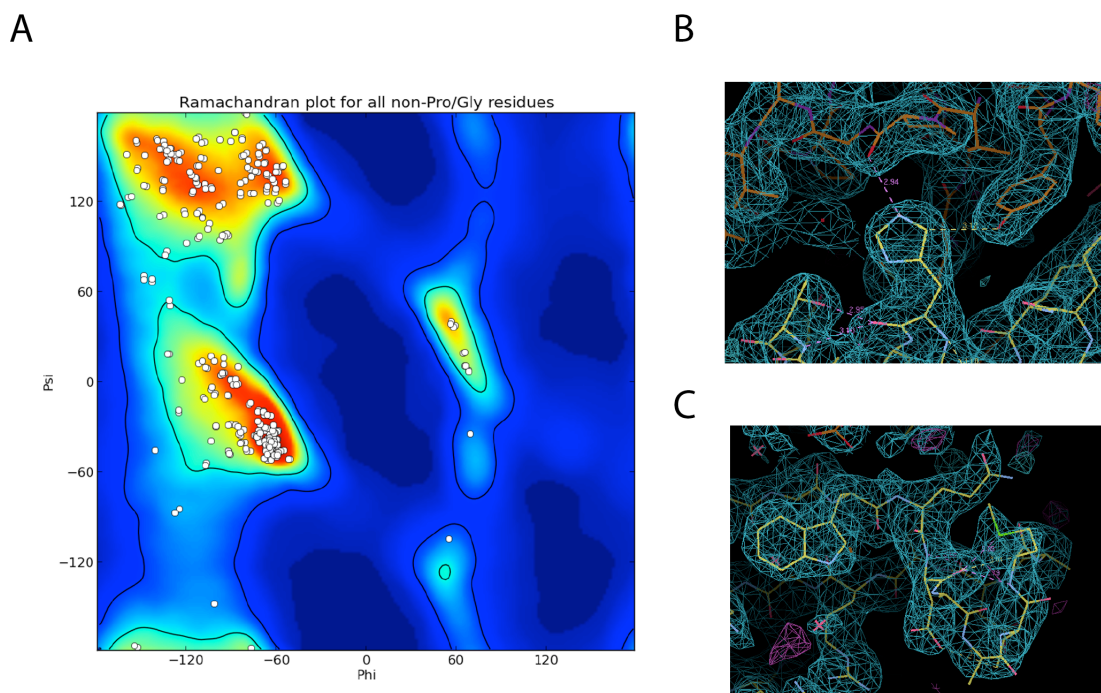 A
B
Ramachandran plot for all non-Pro/Gly residues
120
60
0
−60
−120
Psi
−120
−60
0
60
120
Phi
2.94
C